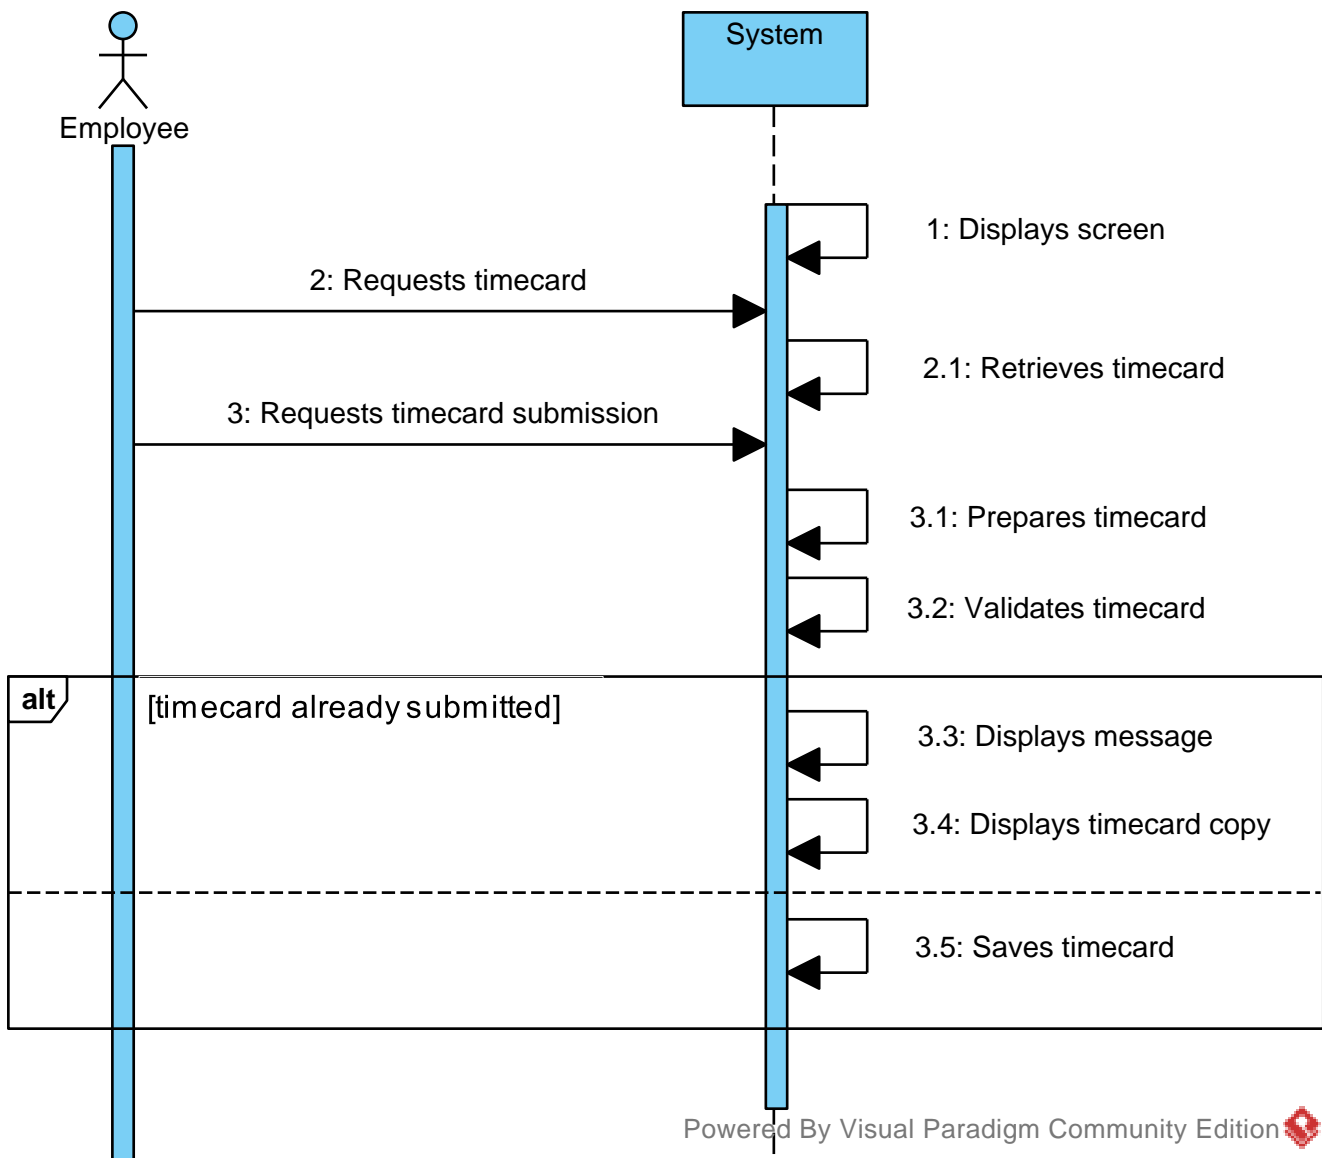 System
Employee
1: Displays screen
2: Requests timecard
2.1: Retrieves timecard
3: Requests timecard submission
3.1: Prepares timecard
3.2: Validates timecard
alt
[timecard already submitted]
3.3: Displays message
3.4: Displays timecard copy
3.5: Saves timecard
Powered By Visual Paradigm Community Edition